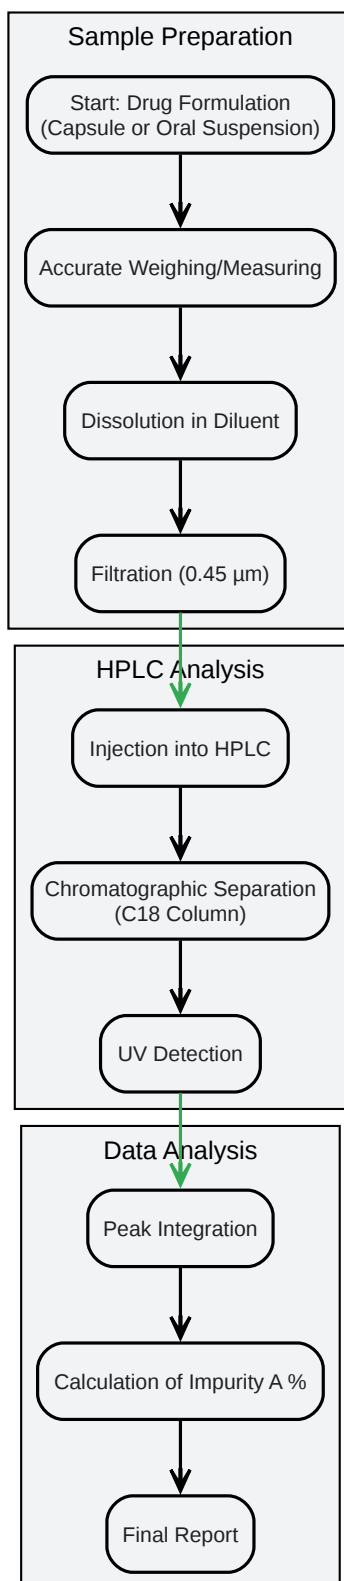 Sample Preparation
Start: Drug Formulation
(Capsule or Oral Suspension)
Accurate Weighing/Measuring
Dissolution in Diluent
Filtration (0.45 µm)
HPLC Analysis
Injection into HPLC
Chromatographic Separation
(C18 Column)
UV Detection
Data Analysis
Peak Integration
Calculation of Impurity A %
Final Report